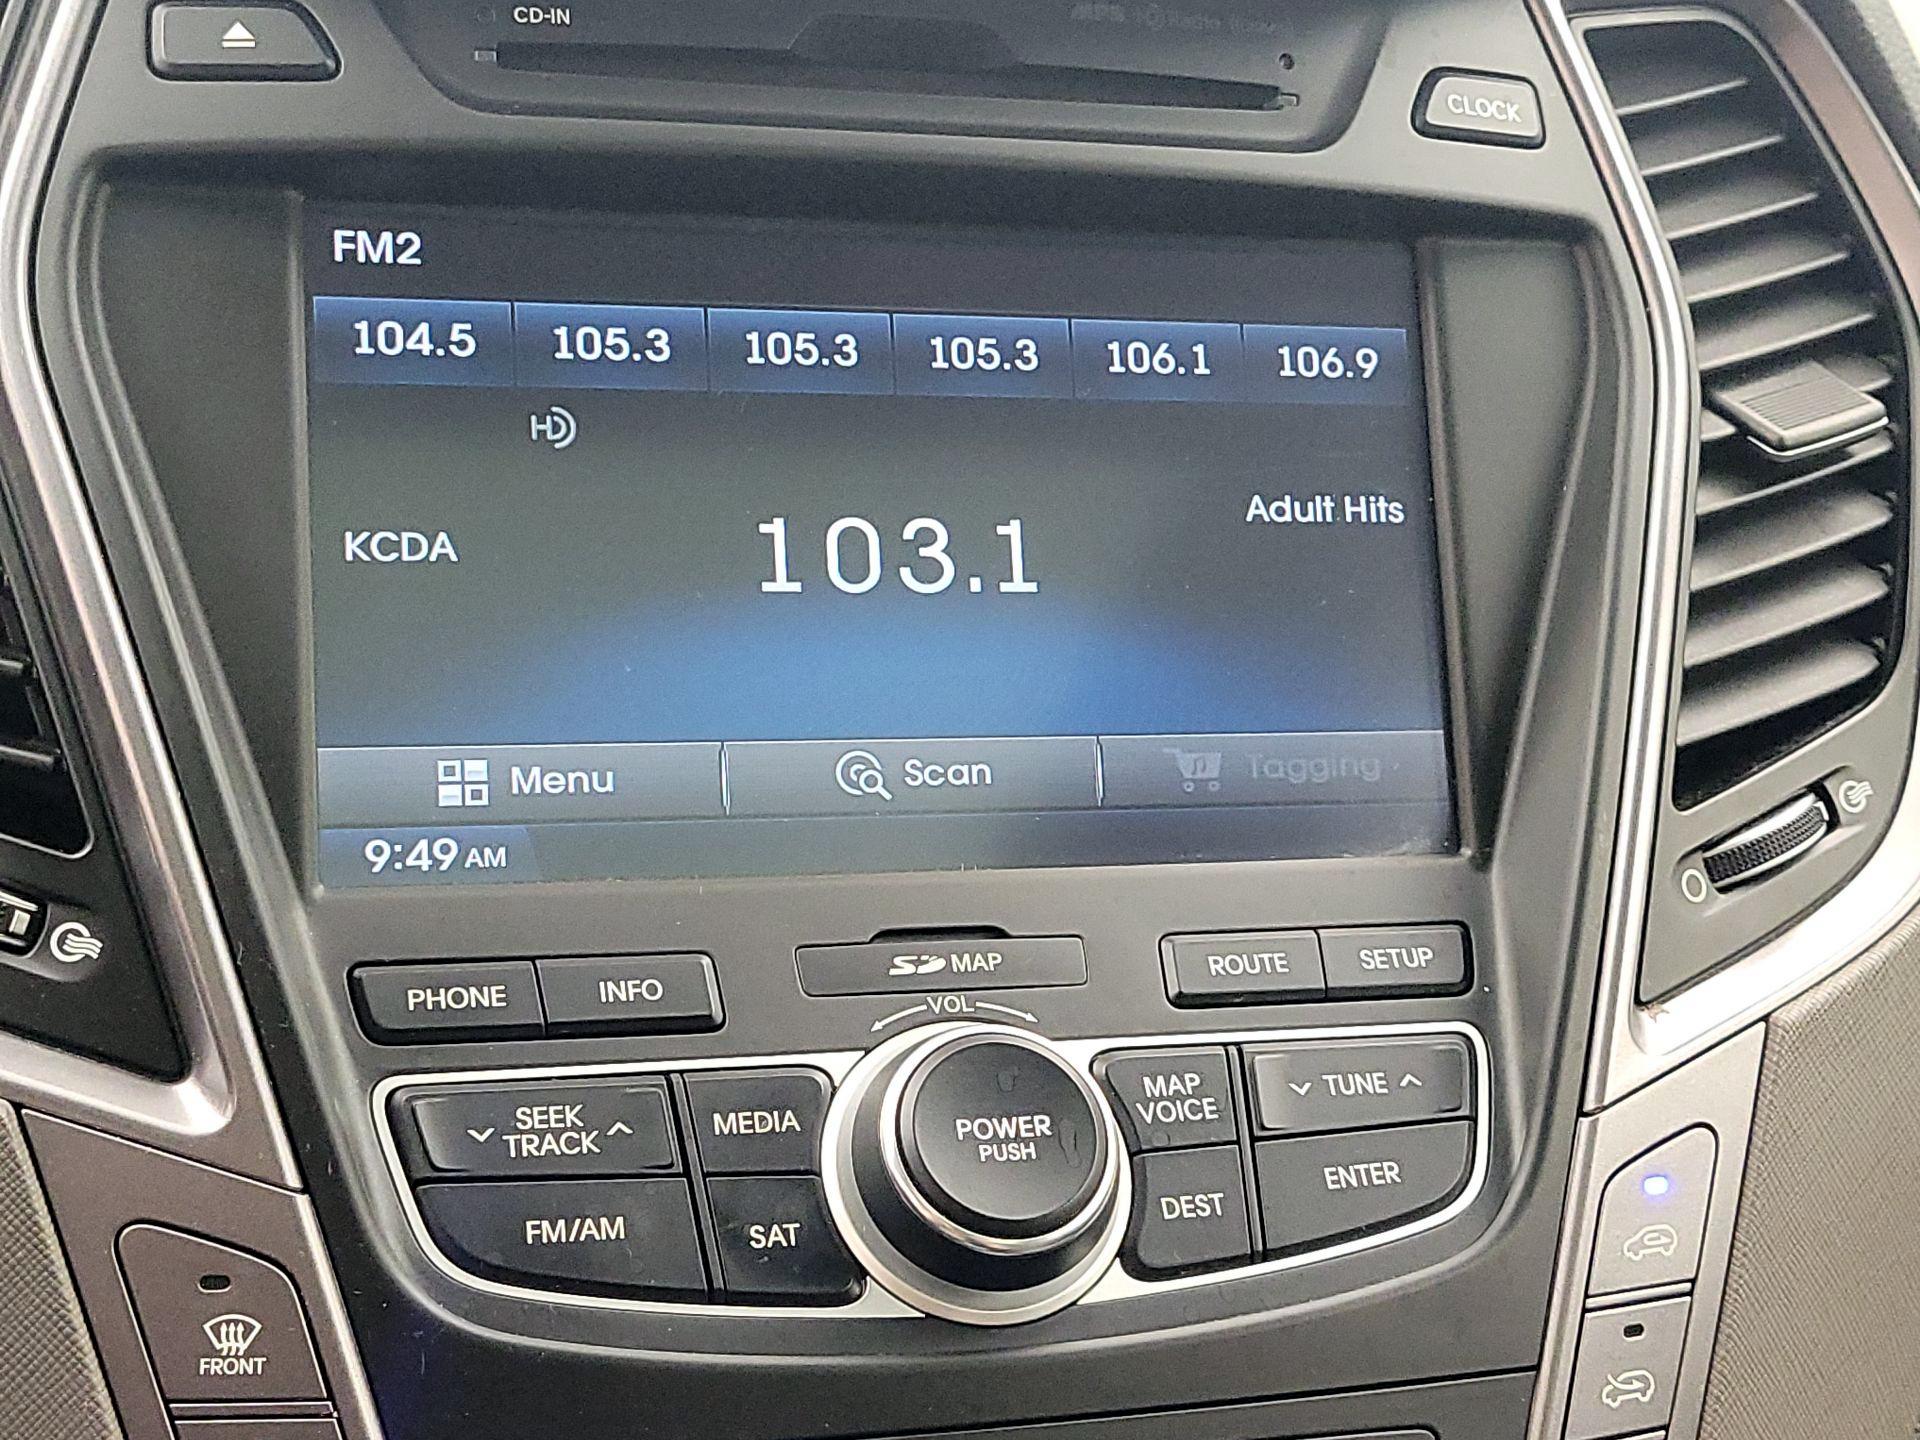 CD-IN
CLOCK
FM2
104.5 105.3 105.3 105.3 106.1 106.9
HD
Adult Hits
KCDA 103.1
Menu Scan Tagging
9:49 AM
PHONE INFO SD MAP ROUTE SETUP
VOL
SEEK TRACK MEDIA POWER PUSH MAP VOICE TUNE
FM/AM SAT DEST ENTER
FRONT